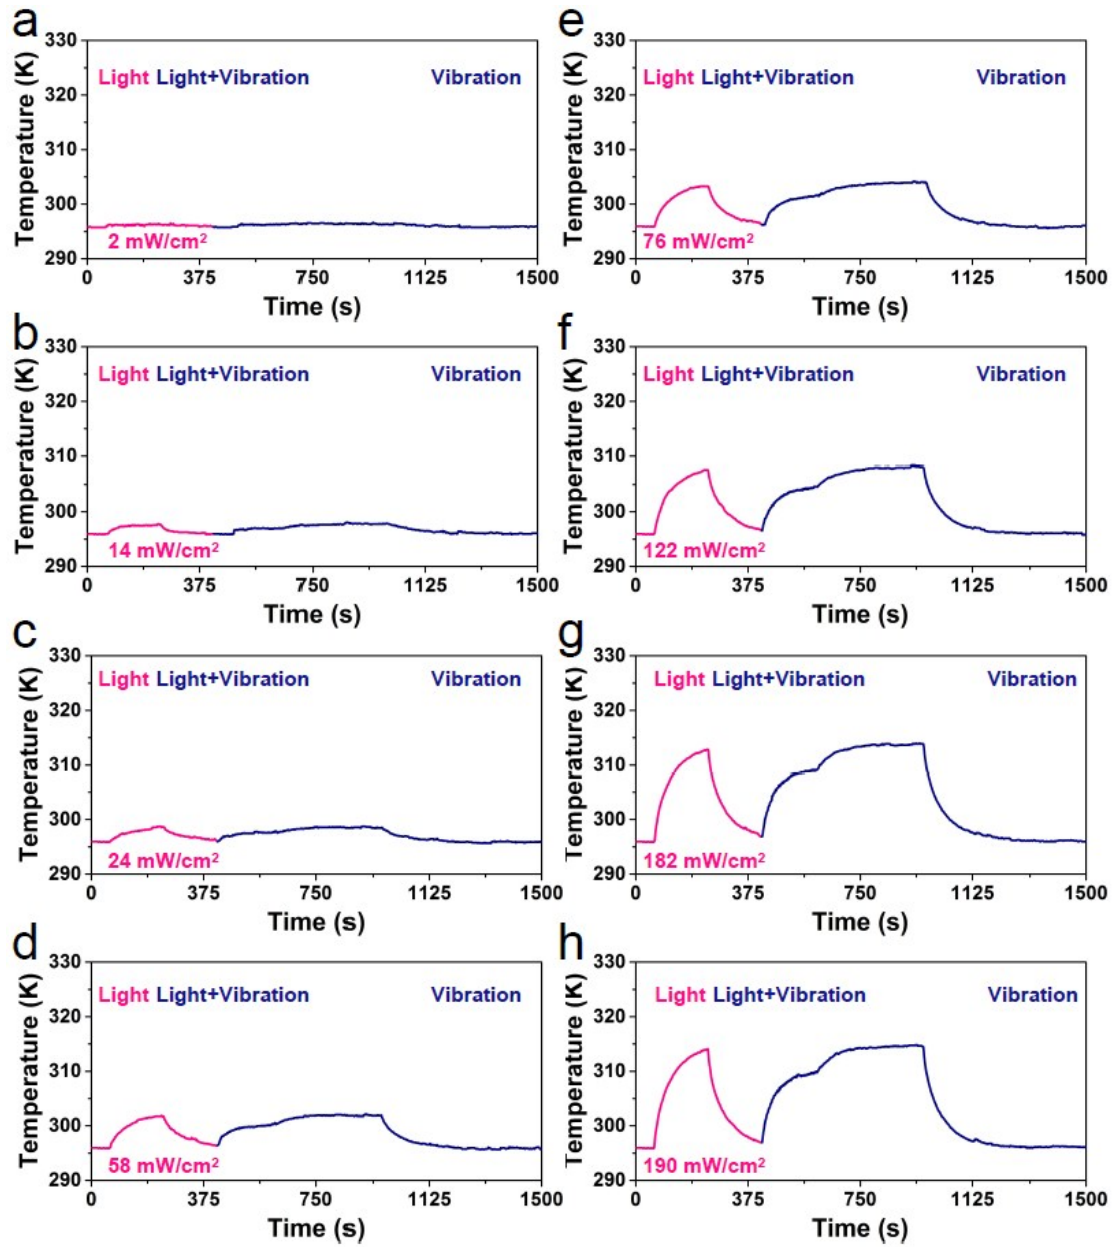 a
Temperature (K)
330
320
310
300
290
Light Light+Vibration Vibration
2 mW/cm²
0 375 750 1125 1500
Time (s)
b
Temperature (K)
330
320
310
300
290
Light Light+Vibration Vibration
14 mW/cm²
0 375 750 1125 1500
Time (s)
c
Temperature (K)
330
320
310
300
290
Light Light+Vibration Vibration
24 mW/cm²
0 375 750 1125 1500
Time (s)
d
Temperature (K)
330
320
310
300
290
Light Light+Vibration Vibration
58 mW/cm²
0 375 750 1125 1500
Time (s)
e
Temperature (K)
330
320
310
300
290
Light Light+Vibration Vibration
76 mW/cm²
0 375 750 1125 1500
Time (s)
f
Temperature (K)
330
320
310
300
290
Light Light+Vibration Vibration
122 mW/cm²
0 375 750 1125 1500
Time (s)
g
Temperature (K)
330
320
310
300
290
Light Light+Vibration Vibration
182 mW/cm²
0 375 750 1125 1500
Time (s)
h
Temperature (K)
330
320
310
300
290
Light Light+Vibration Vibration
190 mW/cm²
0 375 750 1125 1500
Time (s)